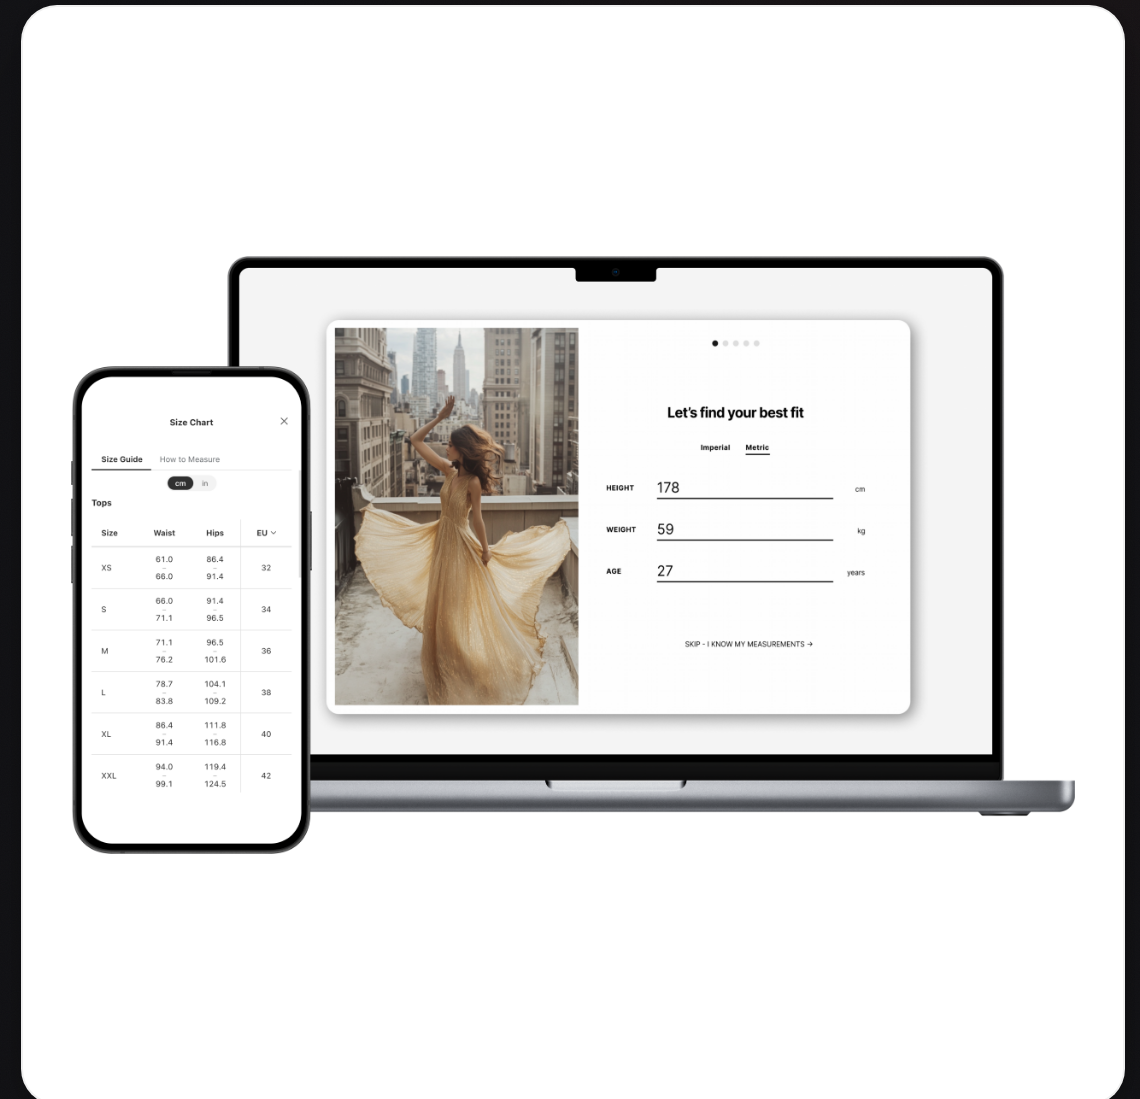 Size Chart
Size Guide How to Measure
cm in
Tops
Size Waist Hips EU
XS 61.0 – 66.0 86.4 – 91.4 32
S 66.0 – 71.1 91.4 – 96.5 34
M 71.1 – 76.2 96.5 – 101.6 36
L 78.7 – 83.8 104.1 – 109.2 38
XL 86.4 – 91.4 111.8 – 116.8 40
XXL 94.0 – 99.1 119.4 – 124.5 42
Let's find your best fit
Imperial Metric
HEIGHT 178 cm
WEIGHT 59 kg
AGE 27 years
SKIP - I KNOW MY MEASUREMENTS →